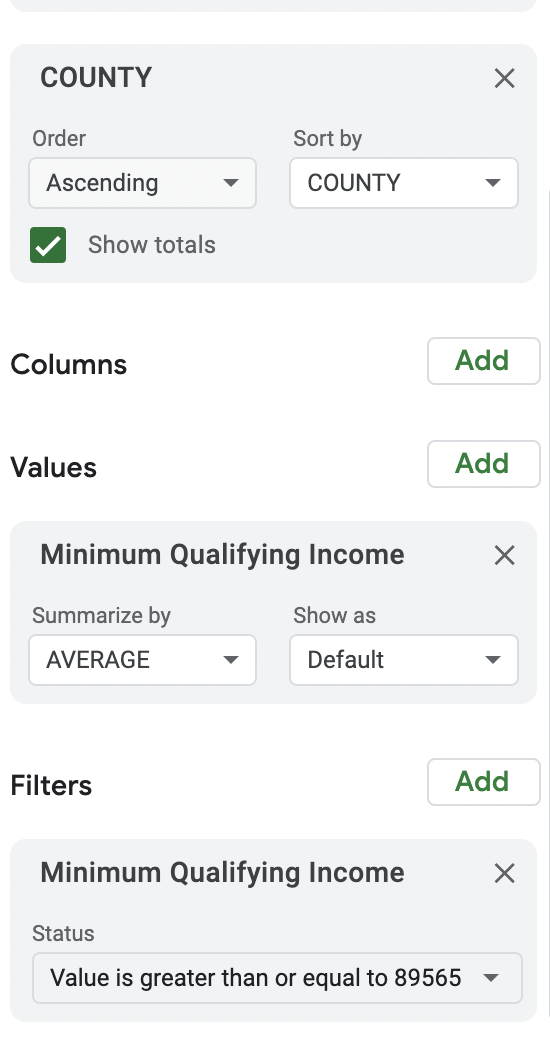 COUNTY
Order Sort by
Ascending COUNTY
Show totals
Columns Add
Values Add
Minimum Qualifying Income
Summarize by Show as
AVERAGE Default
Filters Add
Minimum Qualifying Income
Status
Value is greater than or equal to 89565